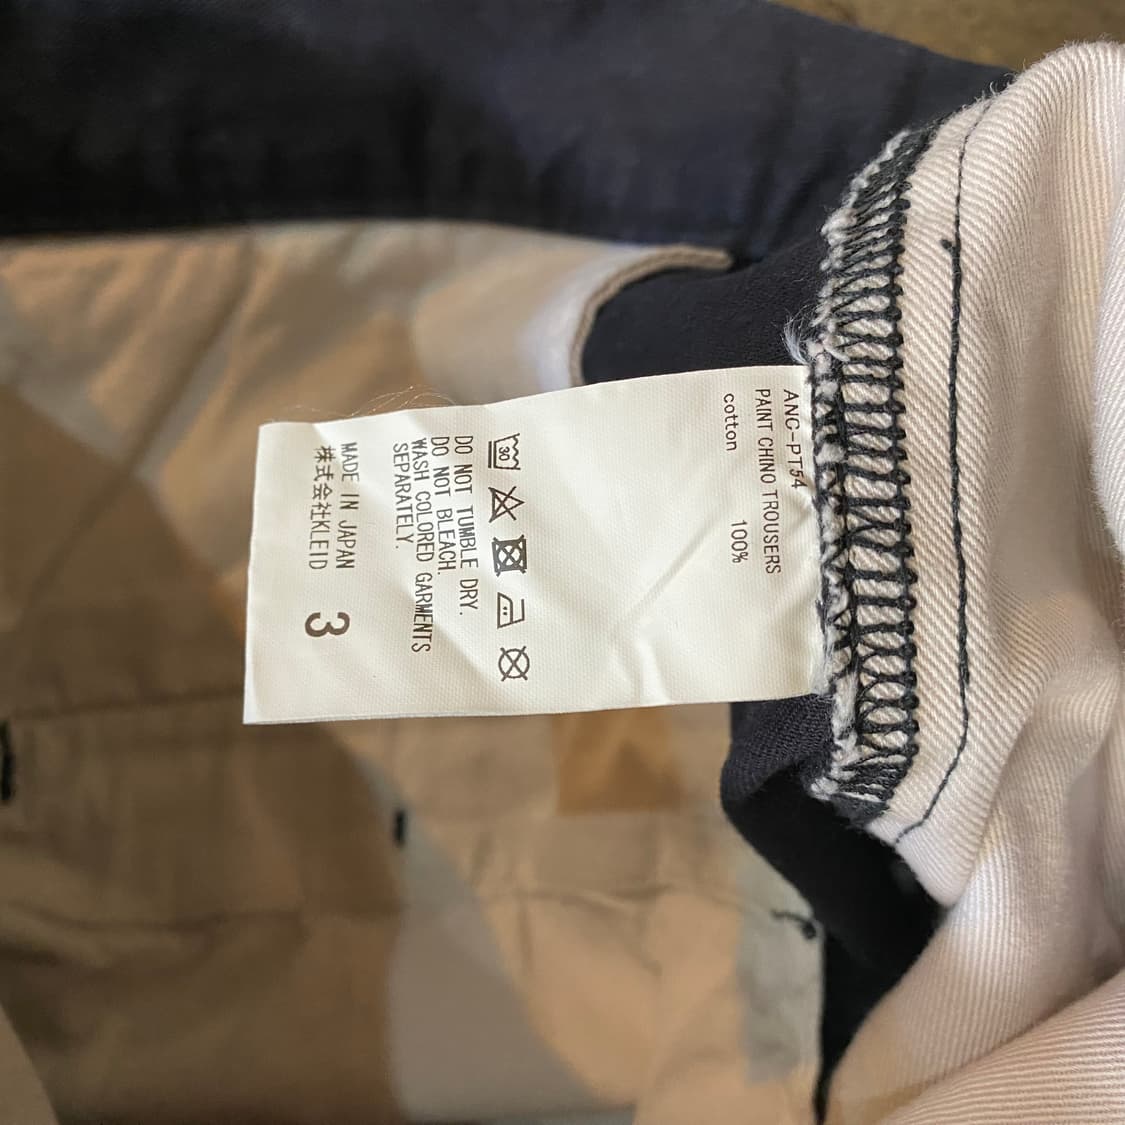 ANC-PT54
PAINT CHINO TROUSERS
cotton 100%
30
DO NOT TUMBLE DRY.
DO NOT BLEACH.
WASH COLORED GARMENTS
SEPARATELY.
MADE IN JAPAN
株式会社KLEID
3